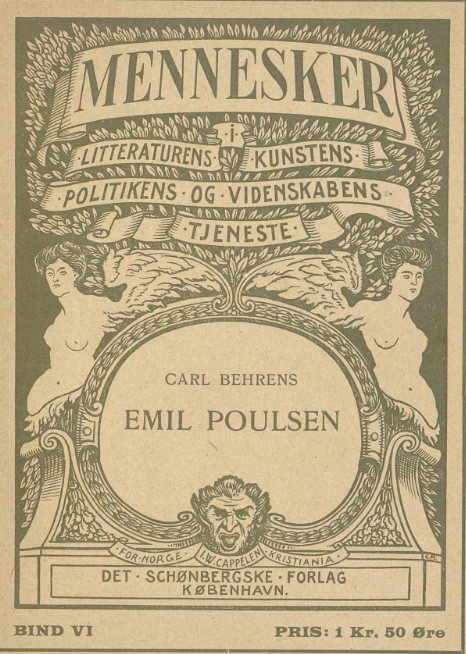 MENNESKER
·I·
·LITTERATURENS· KUNSTENS·
·POLITIKENS·OG·VIDENSKABENS·
·TJENESTE·
CARL BEHRENS
EMIL POULSEN
·FOR·NORGE· I.W.CAPPELEN KRISTIANIA·
DET·SCHØNBERGSKE·FORLAG
KØBENHAVN.
BIND VI PRIS: 1 Kr. 50 Øre